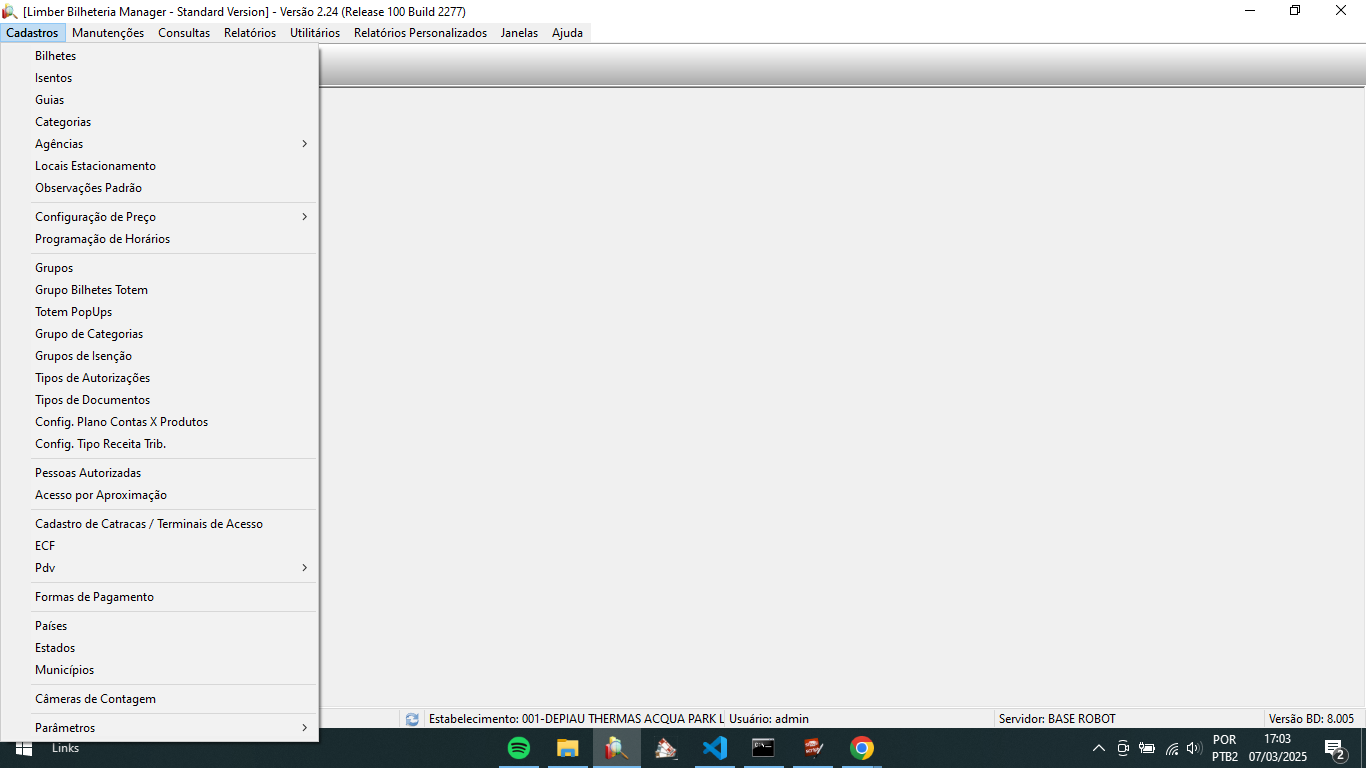 [Limber Bilheteria Manager - Standard Version] - Versão 2.24 (Release 100 Build 2277)
Cadastros Manutenções Consultas Relatórios Utilitários Relatórios Personalizados Janelas Ajuda
Bilhetes
Isentos
Guias
Categorias
Agências
Locais Estacionamento
Observações Padrão
Configuração de Preço
Programação de Horários
Grupos
Grupo Bilhetes Totem
Totem PopUps
Grupo de Categorias
Grupos de Isenção
Tipos de Autorizações
Tipos de Documentos
Config. Plano Contas X Produtos
Config. Tipo Receita Trib.
Pessoas Autorizadas
Acesso por Aproximação
Cadastro de Catracas / Terminais de Acesso
ECF
Pdv
Formas de Pagamento
Países
Estados
Municípios
Câmeras de Contagem
Parâmetros
Estabelecimento: 001-DEPIAU THERMAS ACQUA PARK L Usuário: admin Servidor: BASE ROBOT Versão BD: 8.005
Links
POR
PTB2
17:03
07/03/2025
2